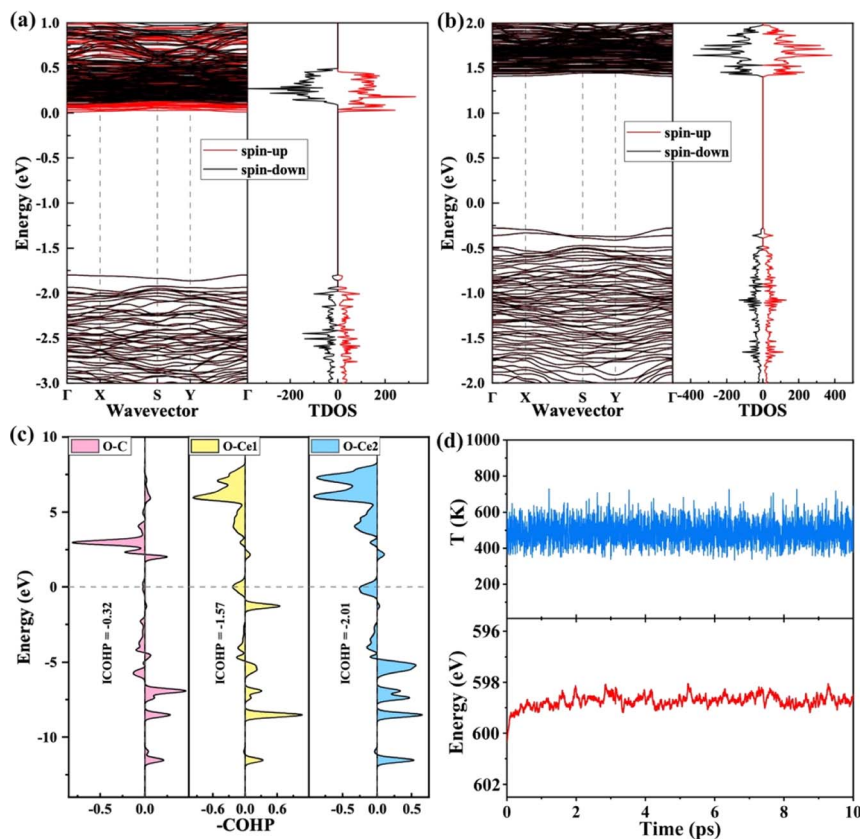 (a)
1.0
0.5
0.0
-0.5
-1.0
-1.5
-2.0
-2.5
-3.0
Energy (eV)
spin-up
spin-down
Γ X S Y Γ
-200 0 200
Wavevector TDOS
(b)
2.0
1.5
1.0
0.5
0.0
-0.5
-1.0
-1.5
-2.0
Energy (eV)
spin-up
spin-down
Γ X S Y Γ
-400 -200 0 200 400
Wavevector TDOS
(c)
10
5
0
-5
-10
Energy (eV)
O-C O-Ce1 O-Ce2
ICOHP = -0.32
ICOHP = -1.57
ICOHP = -2.01
-0.5 0.0 -0.6 0.0 0.6 -0.5 0.0 0.5
-COHP
(d)
1000
800
600
400
200
T (K)
596
598
600
602
Energy (eV)
0 2 4 6 8 10
Time (ps)